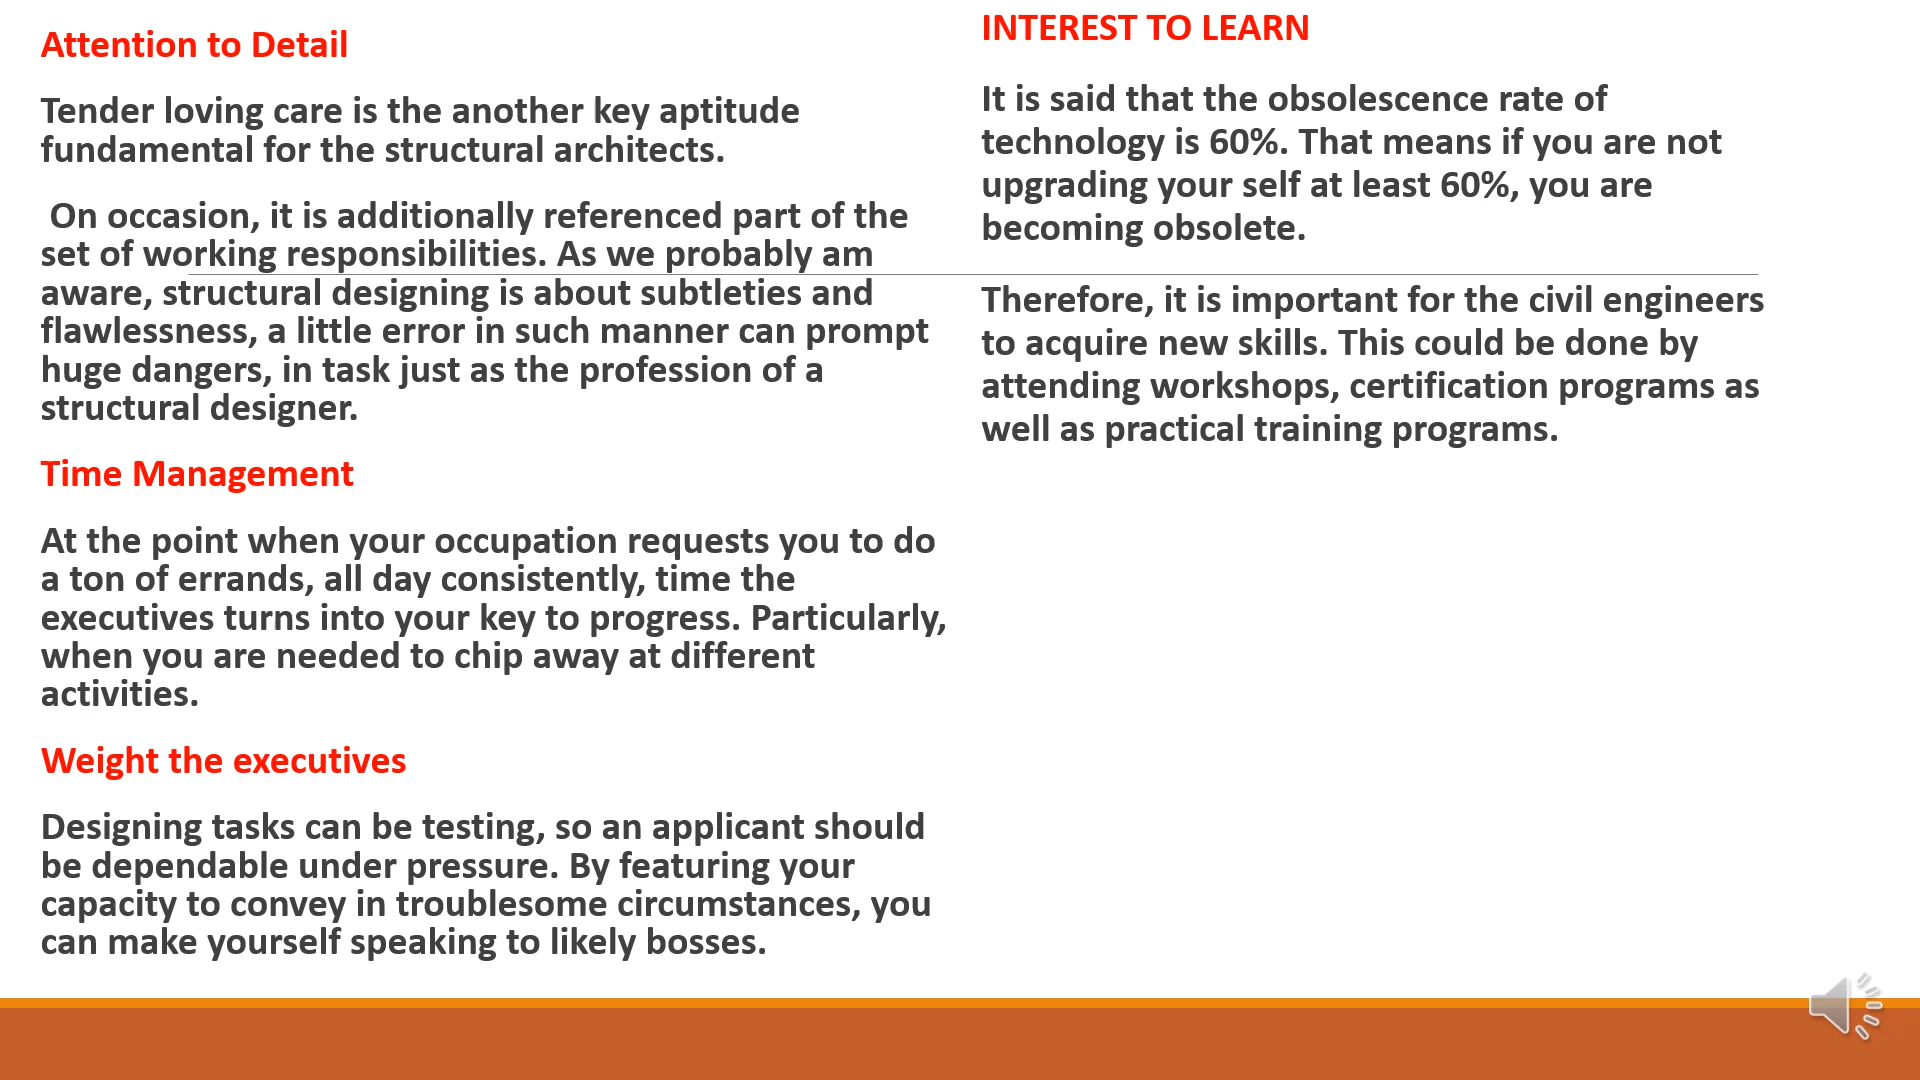 Attention to Detail
Tender loving care is the another key aptitude
fundamental for the structural architects.
On occasion, it is additionally referenced part of the
set of working responsibilities. As we probably am
aware, structural designing is about subtleties and
flawlessness, a little error in such manner can prompt
huge dangers, in task just as the profession of a
structural designer.
Time Management
At the point when your occupation requests you to do
a ton of errands, all day consistently, time the
executives turns into your key to progress. Particularly,
when you are needed to chip away at different
activities.
Weight the executives
Designing tasks can be testing, so an applicant should
be dependable under pressure. By featuring your
capacity to convey in troublesome circumstances, you
can make yourself speaking to likely bosses.
INTEREST TO LEARN
It is said that the obsolescence rate of
technology is 60%. That means if you are not
upgrading your self at least 60%, you are
becoming obsolete.
Therefore, it is important for the civil engineers
to acquire new skills. This could be done by
attending workshops, certification programs as
well as practical training programs.